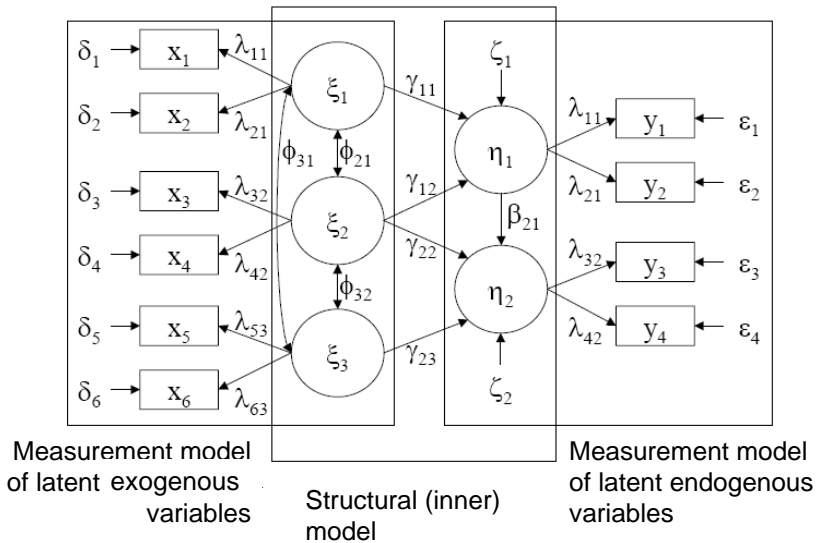 δ1 x1 λ11 ξ1 γ11 ζ1
δ2 x2 λ21 λ11 y1 ε1
ϕ31 ϕ21 η1
δ3 x3 λ32 γ12 λ21 y2 ε2
ξ2 β21
δ4 x4 λ42 γ22 λ32 y3 ε3
ϕ32 η2
δ5 x5 λ53 λ42 y4 ε4
ξ3 γ23
δ6 x6 λ63 ζ2
Measurement model
of latent exogenous
variables
Structural (inner)
model
Measurement model
of latent endogenous
variables